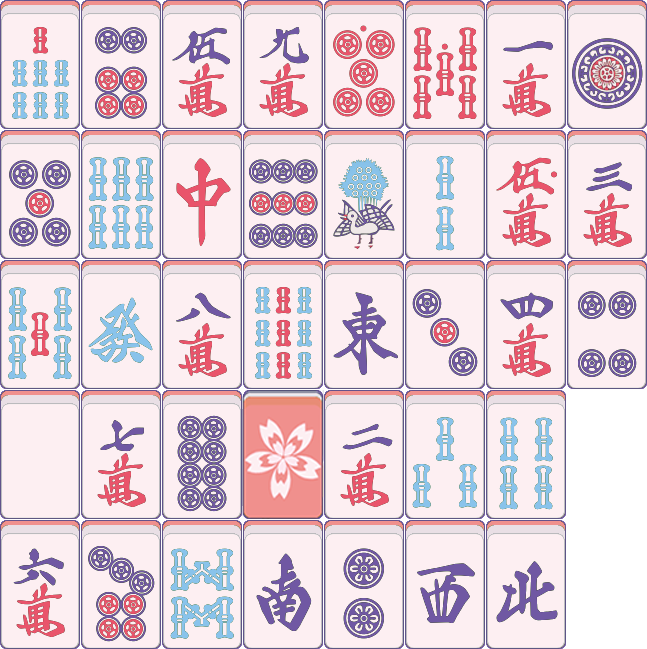 伍萬 九萬 一萬
中 伍萬 三萬
發 八萬 東 四萬
七萬 二萬
六萬 南 西 北